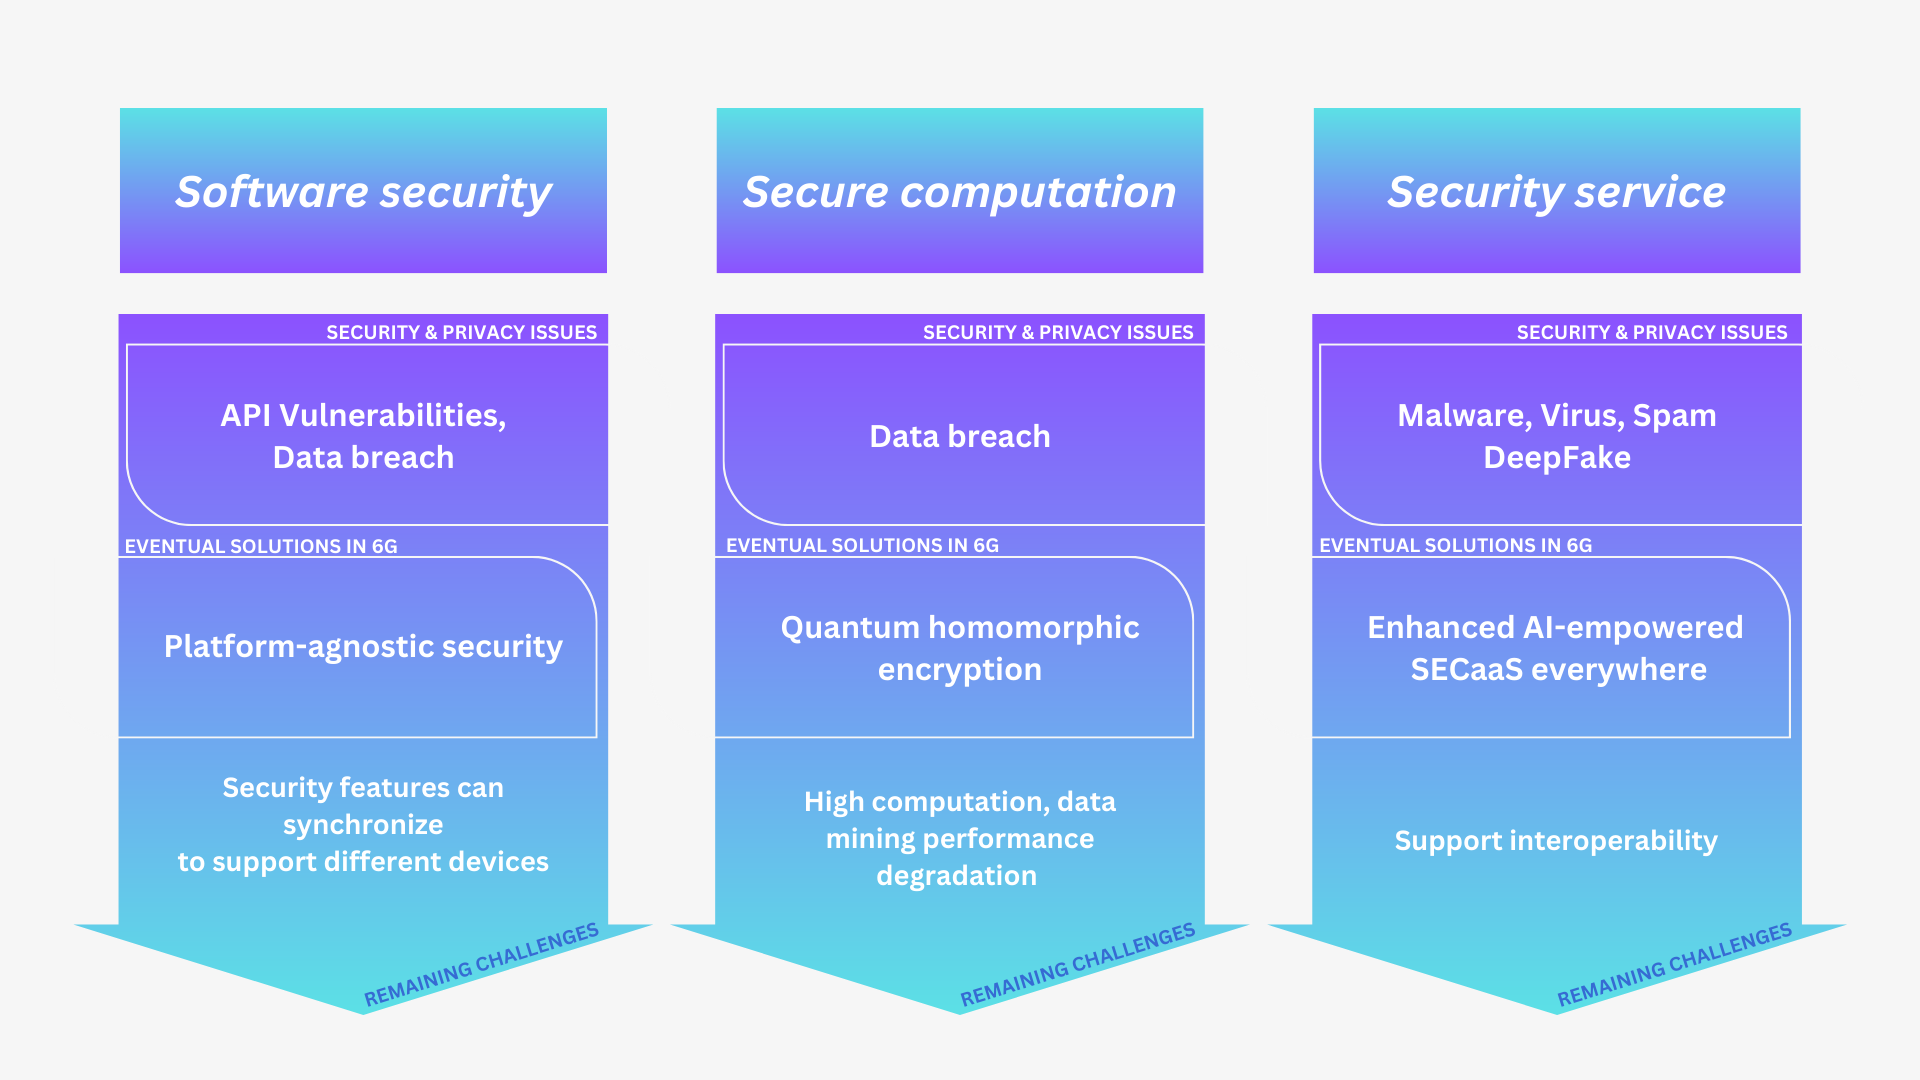 Software security
SECURITY & PRIVACY ISSUES
API Vulnerabilities,
Data breach
EVENTUAL SOLUTIONS IN 6G
Platform-agnostic security
Security features can
synchronize
to support different devices
REMAINING CHALLENGES
Secure computation
SECURITY & PRIVACY ISSUES
Data breach
EVENTUAL SOLUTIONS IN 6G
Quantum homomorphic
encryption
High computation, data
mining performance
degradation
REMAINING CHALLENGES
Security service
SECURITY & PRIVACY ISSUES
Malware, Virus, Spam
DeepFake
EVENTUAL SOLUTIONS IN 6G
Enhanced AI-empowered
SECaaS everywhere
Support interoperability
REMAINING CHALLENGES